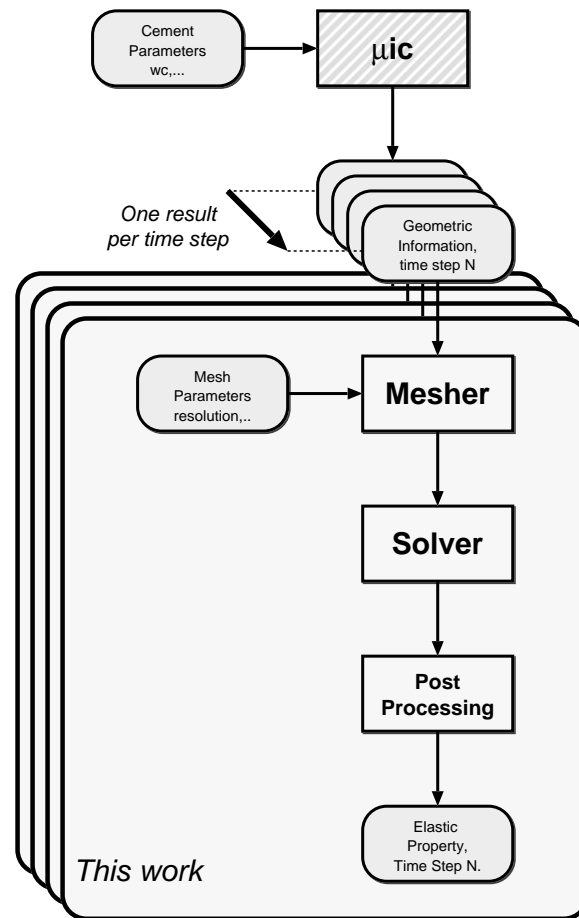 Cement
Parameters
wc,...
μic
One result
per time step
Geometric
Information,
time step N
Mesh
Parameters
resolution,..
Mesher
Solver
Post
Processing
Elastic
Property,
Time Step N.
This work